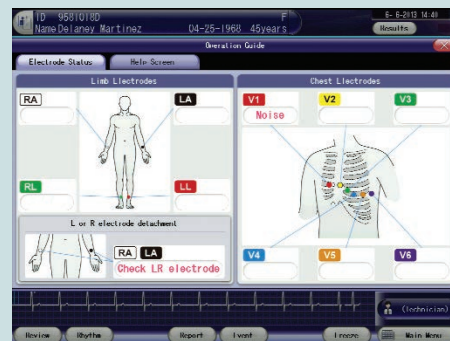 ID 9581018D F 6- 6-2013 14:40
Name Delaney Martinez 04-25-1968 45years Results
Operation Guide
Electrode Status Help Screen
Limb Llectrodes Chest Llectrodes
RA LA V1 V2 V3
Noise
RL LL
L or R electrode detachment
RA LA
Check LR electrode
V4 V5 V6
(Technician)
Review Rhythm Report Event Freeze Main Menu